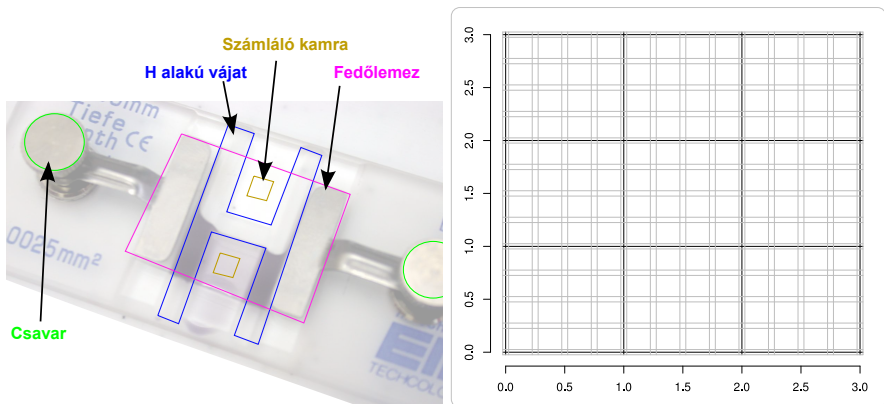 Számláló kamra
H alakú vájat
Fedőlemez
Tiefe
CE
0025mm²
Csavar
TECHCOLO
3.0
2.5
2.0
1.5
1.0
0.5
0.0
0.0 0.5 1.0 1.5 2.0 2.5 3.0